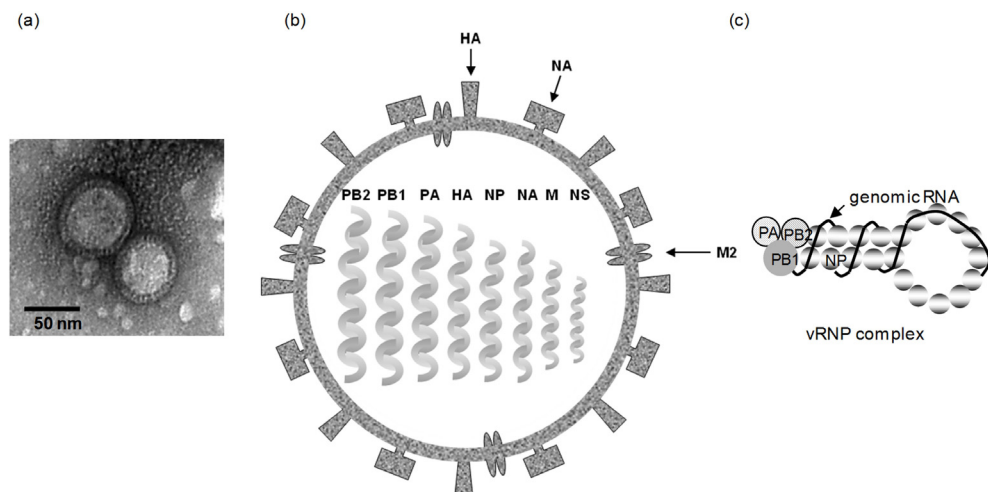 (a)
(b)
(c)
HA
NA
PB2 PB1 PA HA NP NA M NS
M2
50 nm
genomic RNA
PA PB2
PB1 NP
vRNP complex